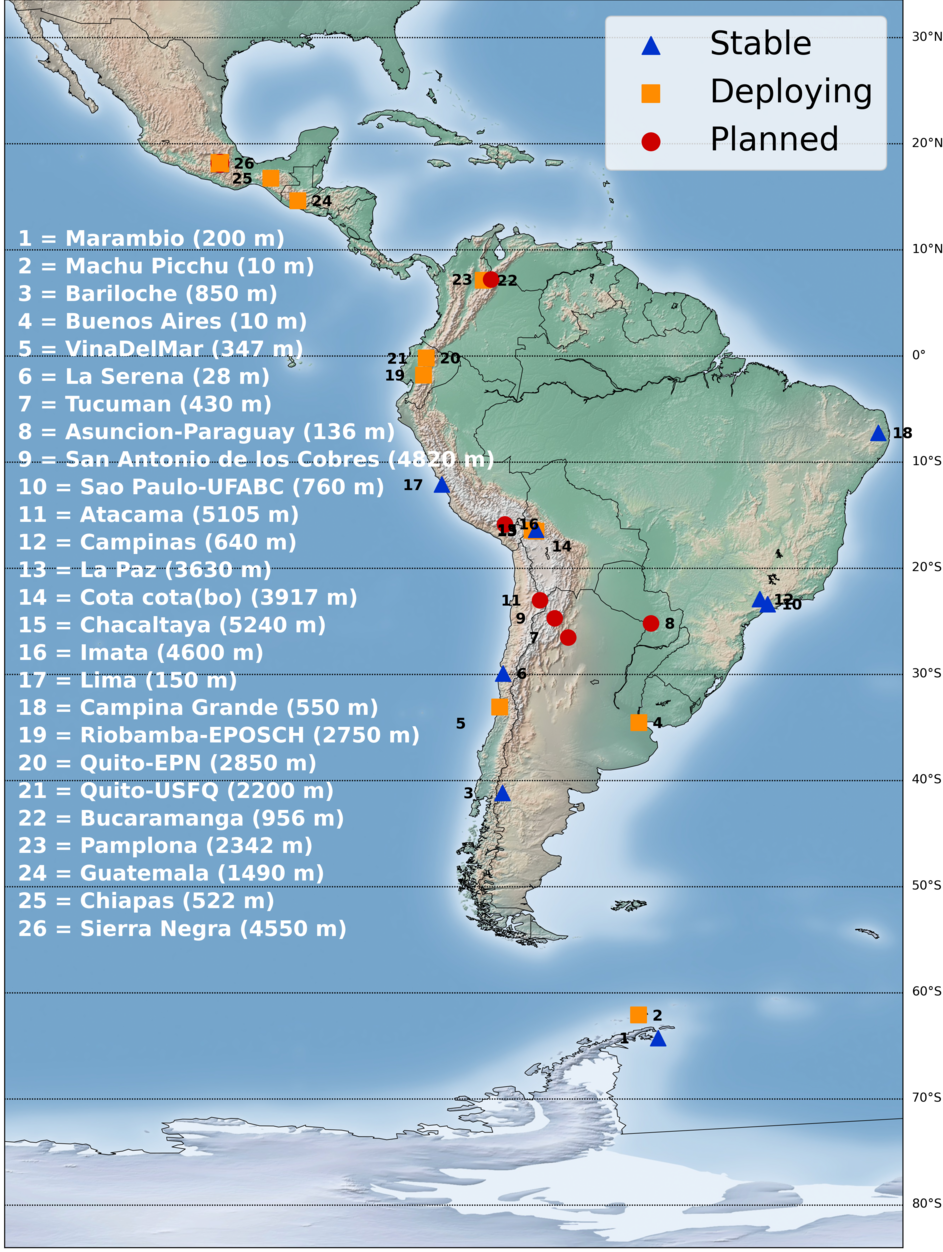 30°N
Stable
Deploying
Planned
20°N
26
25
24
1 = Marambio (200 m)
10°N
2 = Machu Picchu (10 m)
23
22
3 = Bariloche (850 m)
4 = Buenos Aires (10 m)
5 = VinaDelMar (347 m)
21
20
0°
6 = La Serena (28 m)
19
7 = Tucuman (430 m)
8 = Asuncion-Paraguay (136 m)
18
9 = San Antonio de los Cobres (4820 m)
10°S
10 = Sao Paulo-UFABC (760 m)
17
11 = Atacama (5105 m)
16
12 = Campinas (640 m)
14
13 = La Paz (3630 m)
20°S
14 = Cota cota(bo) (3917 m)
11
12
10
15 = Chacaltaya (5240 m)
9
8
16 = Imata (4600 m)
7
17 = Lima (150 m)
6
30°S
18 = Campina Grande (550 m)
5
4
19 = Riobamba-EPOSCH (2750 m)
20 = Quito-EPN (2850 m)
40°S
21 = Quito-USFQ (2200 m)
3
22 = Bucaramanga (956 m)
23 = Pamplona (2342 m)
24 = Guatemala (1490 m)
50°S
25 = Chiapas (522 m)
26 = Sierra Negra (4550 m)
60°S
2
1
70°S
80°S